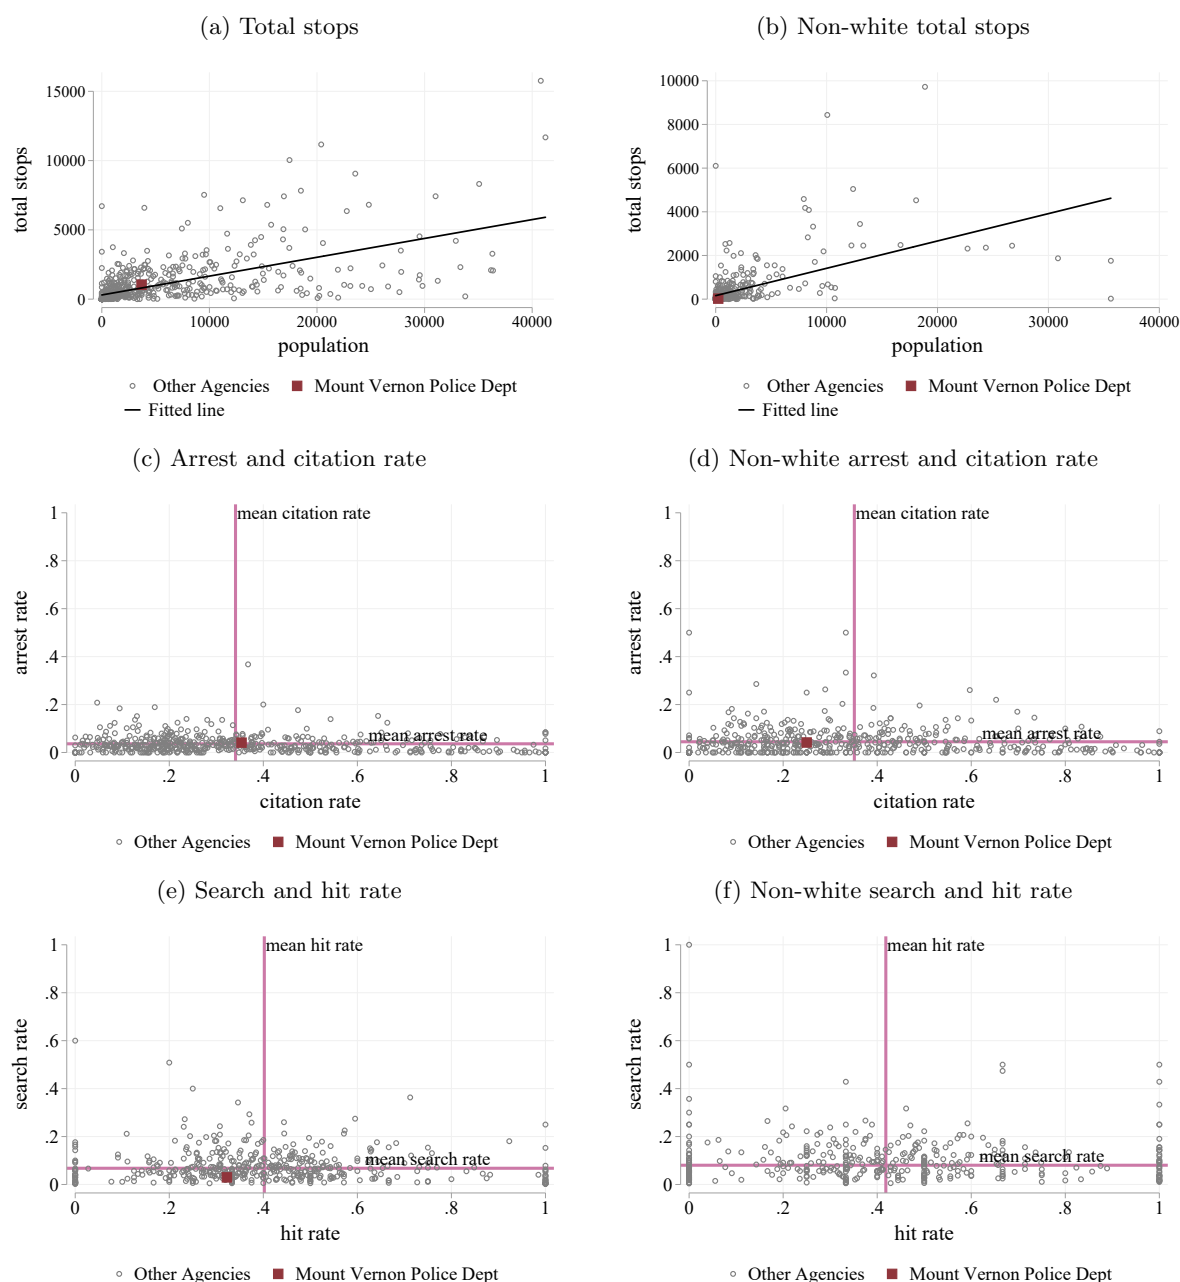 (a) Total stops
(b) Non-white total stops
15000
10000
5000
0
total stops
0 10000 20000 30000 40000
population
Other Agencies Mount Vernon Police Dept
Fitted line
10000
8000
6000
4000
2000
0
total stops
0 10000 20000 30000 40000
population
Other Agencies Mount Vernon Police Dept
Fitted line
(c) Arrest and citation rate
(d) Non-white arrest and citation rate
mean citation rate
1
.8
.6
.4
.2
0
arrest rate
mean arrest rate
0 .2 .4 .6 .8 1
citation rate
Other Agencies Mount Vernon Police Dept
mean citation rate
1
.8
.6
.4
.2
0
arrest rate
mean arrest rate
0 .2 .4 .6 .8 1
citation rate
Other Agencies Mount Vernon Police Dept
(e) Search and hit rate
(f) Non-white search and hit rate
mean hit rate
1
.8
.6
.4
.2
0
search rate
mean search rate
0 .2 .4 .6 .8 1
hit rate
Other Agencies Mount Vernon Police Dept
mean hit rate
1
.8
.6
.4
.2
0
search rate
mean search rate
0 .2 .4 .6 .8 1
hit rate
Other Agencies Mount Vernon Police Dept